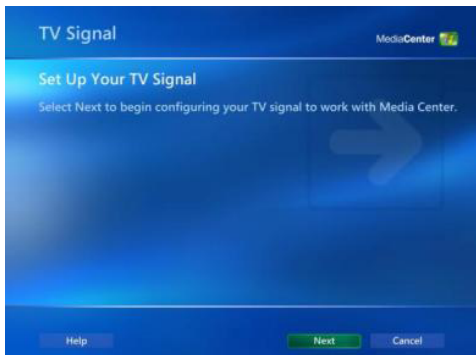 TV Signal
MediaCenter
Set Up Your TV Signal
Select Next to begin configuring your TV signal to work with Media Center.
Help
Next
Cancel